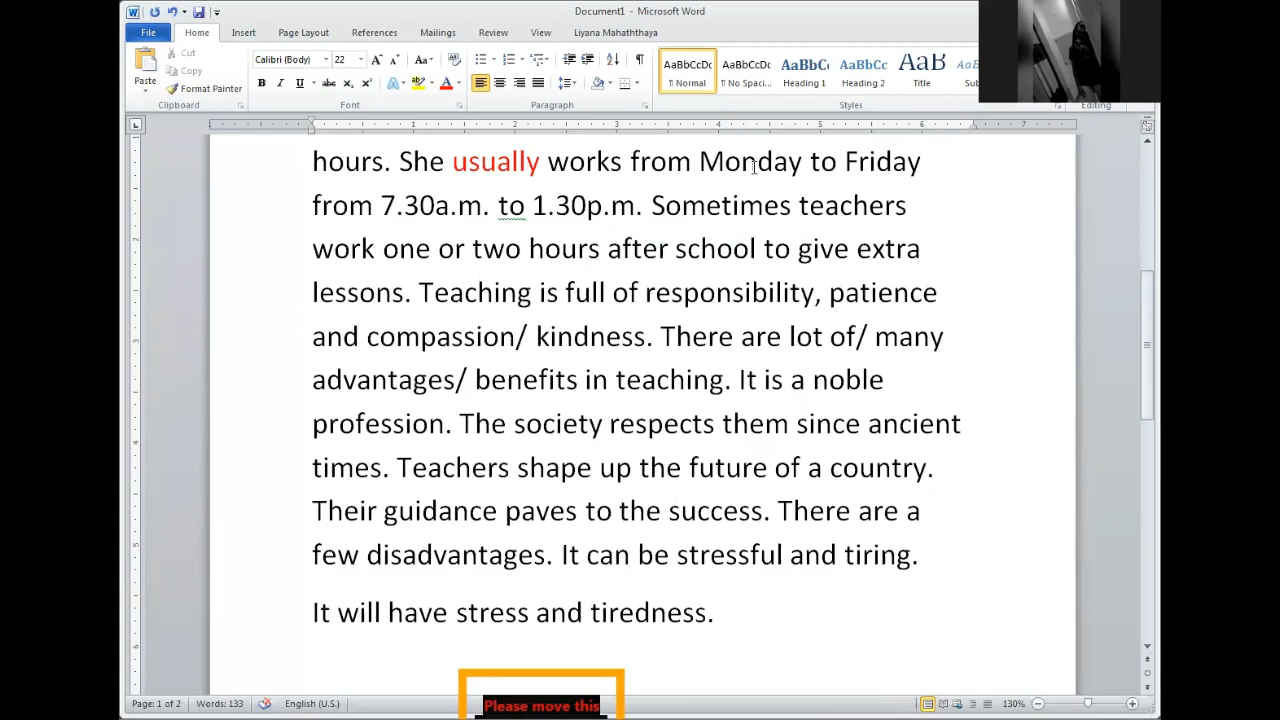 Document1 - Microsoft Word
File Home Insert Page Layout References Mailings Review View Liyana Mahaththaya
Cut
Copy
Paste
Format Painter
Calibri (Body) 22
AaBbCcDc AaBbCcDc AaBbCc AaBbCc AaB
¶ Normal ¶ No Spaci... Heading 1 Heading 2 Title
Clipboard Font Paragraph Styles Editing
hours. She usually works from Monday to Friday
from 7.30a.m. to 1.30p.m. Sometimes teachers
work one or two hours after school to give extra
lessons. Teaching is full of responsibility, patience
and compassion/ kindness. There are lot of/ many
advantages/ benefits in teaching. It is a noble
profession. The society respects them since ancient
times. Teachers shape up the future of a country.
Their guidance paves to the success. There are a
few disadvantages. It can be stressful and tiring.
It will have stress and tiredness.
Please move this
Page: 1 of 2 Words: 133 English (U.S.) 130%